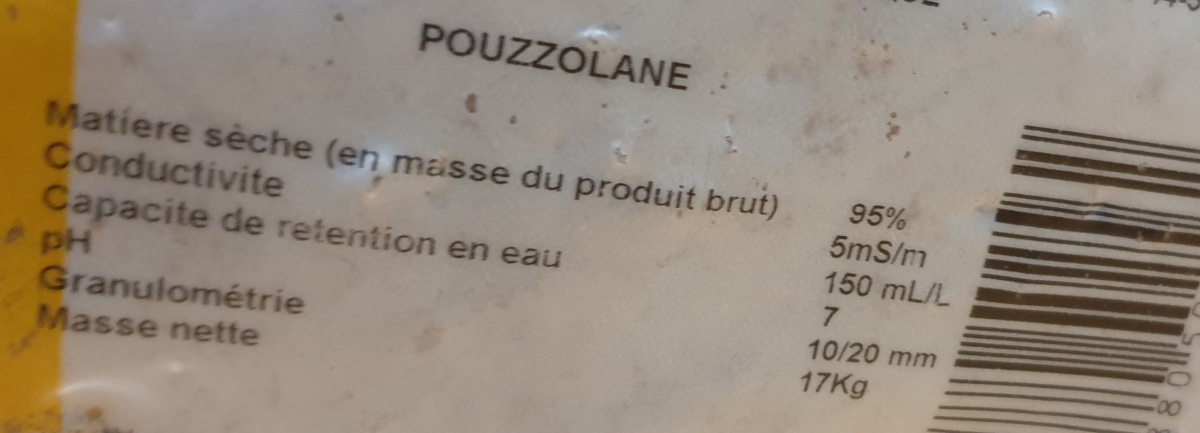 POUZZOLANE
Matiere sèche (en masse du produit brut) 95%
Conductivite 5mS/m
Capacite de retention en eau 150 mL/L
pH 7
Granulométrie 10/20 mm
Masse nette 17Kg